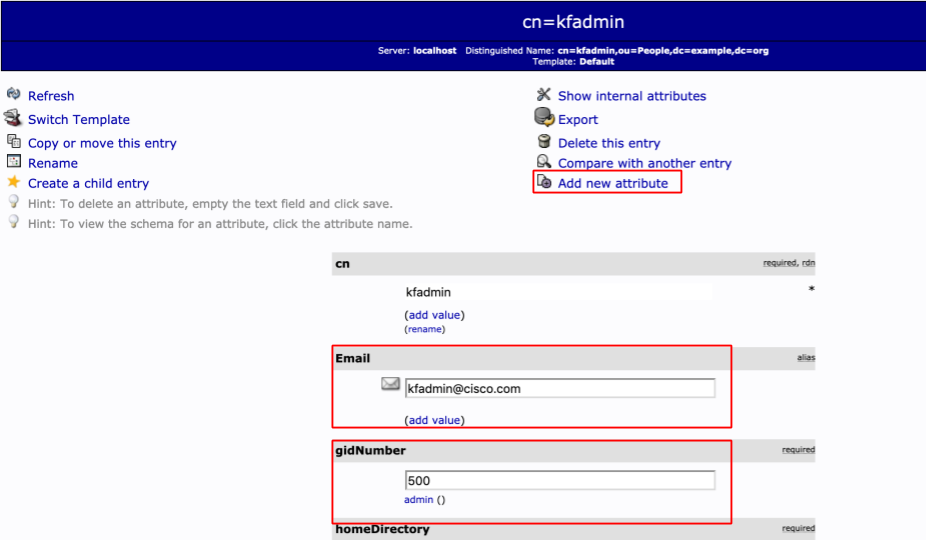 cn=kfadmin
Server: localhost Distinguished Name: cn=kfadmin,ou=People,dc=example,dc=org
Template: Default
Refresh
Switch Template
Copy or move this entry
Rename
Create a child entry
Hint: To delete an attribute, empty the text field and click save.
Hint: To view the schema for an attribute, click the attribute name.
Show internal attributes
Export
Delete this entry
Compare with another entry
Add new attribute
cn required, rdn
kfadmin *
(add value)
(rename)
Email alias
kfadmin@cisco.com
(add value)
gidNumber required
500
admin ()
homeDirectory required